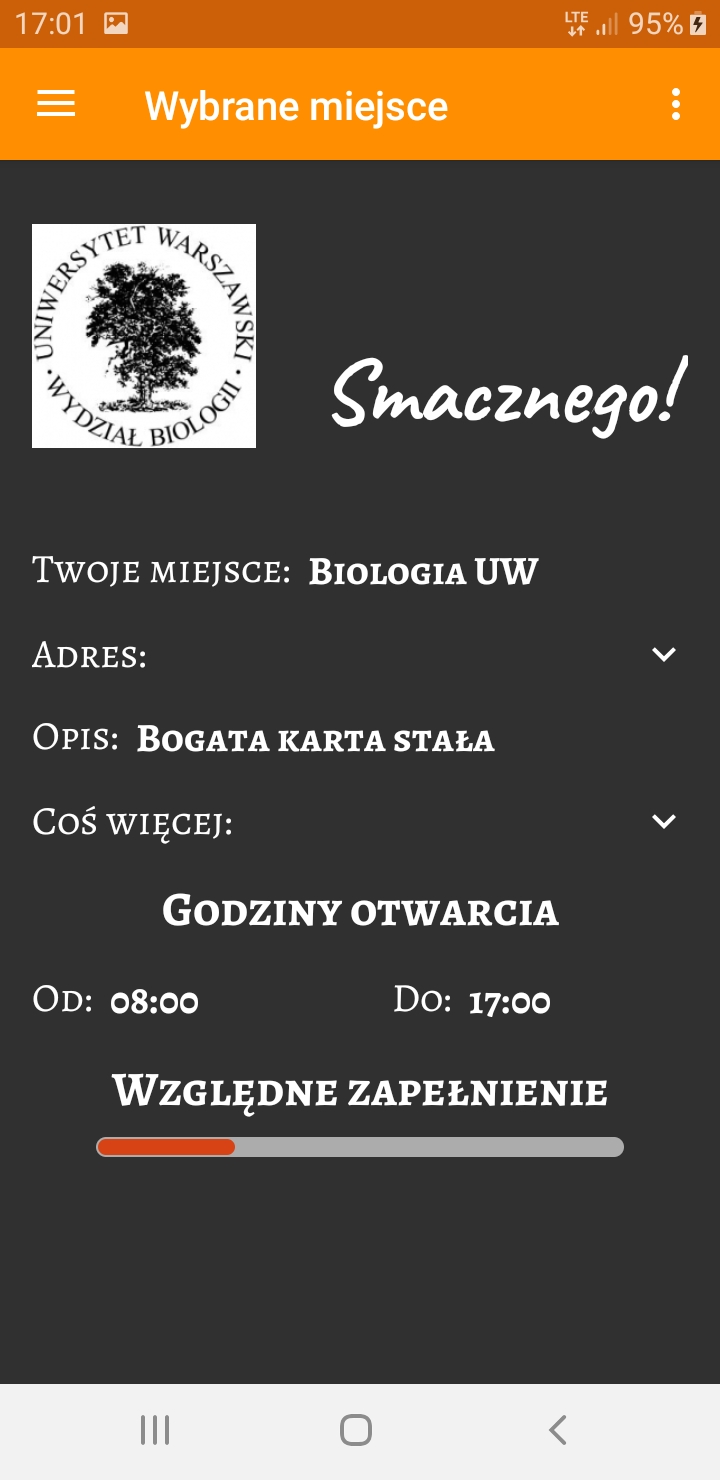 17:01 LTE 95%
Wybrane miejsce
UNIWERSYTET WARSZAWSKI
• WYDZIAŁ BIOLOGII •
Smacznego!
Twoje miejsce: Biologia UW
Adres:
Opis: Bogata karta stała
Coś więcej:
Godziny otwarcia
Od: 08:00 Do: 17:00
Względne zapełnienie